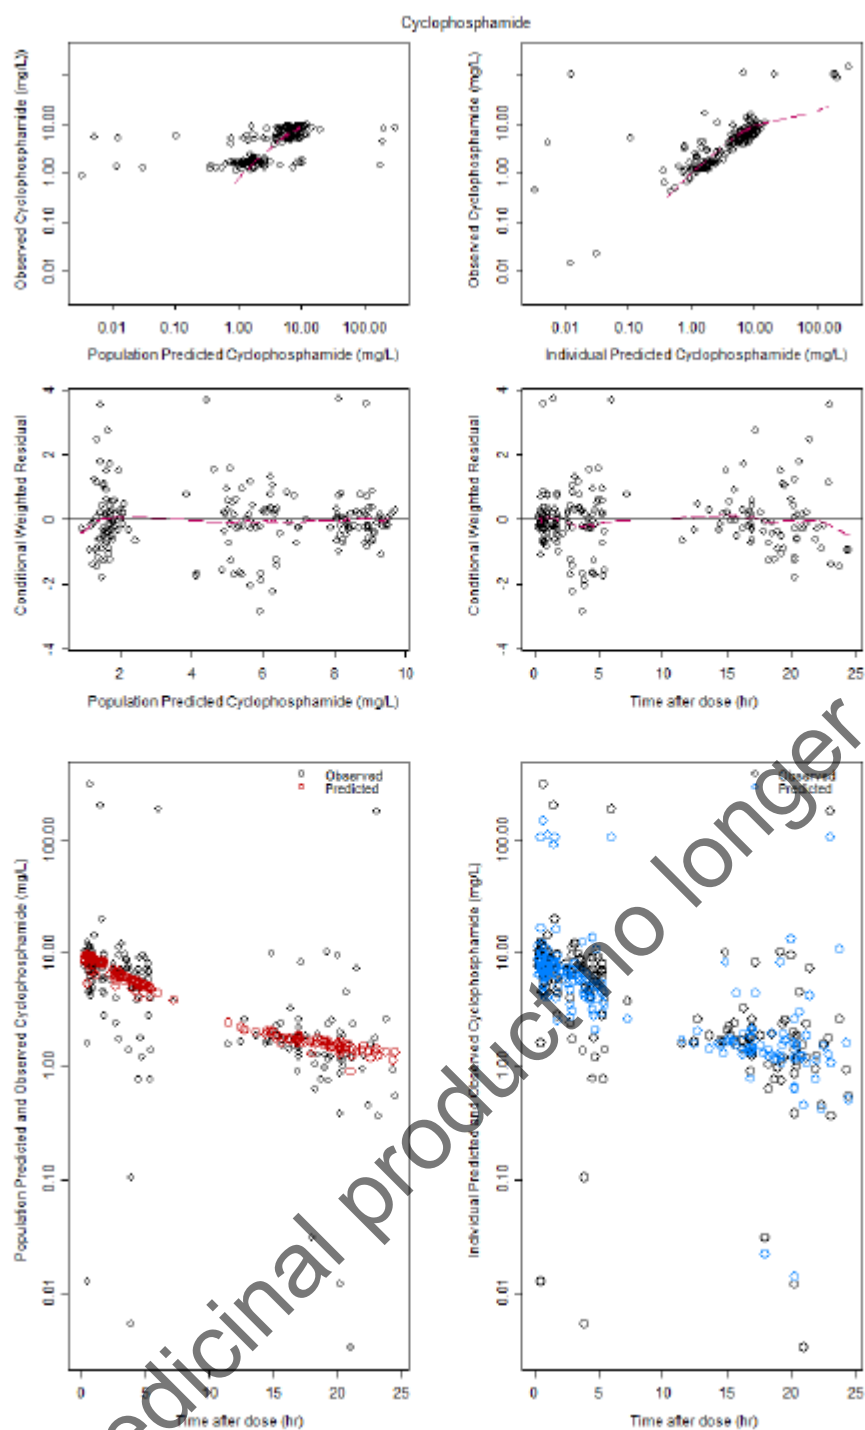 Cyclophosphamide
Observed Cyclophosphamide (mg/L))
10.00
1.00
0.10
0.01
0.01 0.10 1.00 10.00 100.00
Population Predicted Cyclophosphamide (mg/L)
Observed Cyclophosphamide (mg/L)
10.00
1.00
0.10
0.01
0.01 0.10 1.00 10.00 100.00
Individual Predicted Cyclophosphamide (mg/L)
Conditional Weighted Residual
4
2
0
-2
-4
2 4 6 8 10
Population Predicted Cyclophosphamide (mg/L)
Conditional Weighted Residual
4
2
0
-2
-4
0 5 10 15 20 25
Time after dose (hr)
Population Predicted and Observed Cyclophosphamide (mg/L)
Observed
Predicted
100.00
10.00
1.00
0.10
0.01
0 5 10 15 20 25
Time after dose (hr)
Individual Predicted and Observed Cyclophosphamide (mg/L)
Observed
Predicted
100.00
10.00
1.00
0.10
0.01
0 5 10 15 20 25
Time after dose (hr)
medicinal product no longer